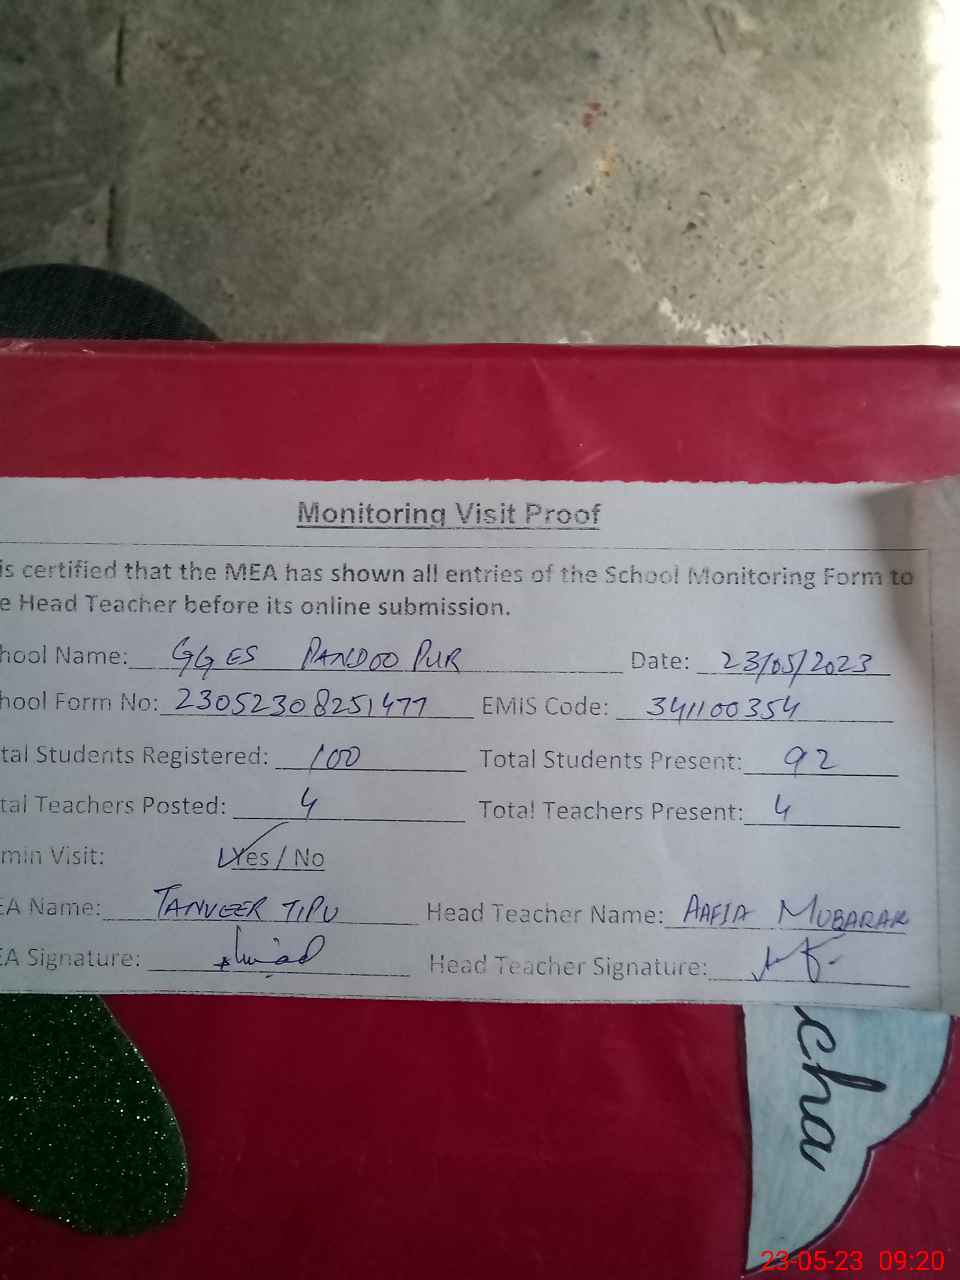 Monitoring Visit Proof
is certified that the MEA has shown all entries of the School Monitoring Form to
e Head Teacher before its online submission.
hool Name: GGES PANDOO PUR Date: 23/05/2023
hool Form No: 23052308251477 EMIS Code: 341100354
tal Students Registered: 100 Total Students Present: 92
tal Teachers Posted: 4 Total Teachers Present: 4
min Visit: Yes / No
EA Name: TANVEER TIPU Head Teacher Name: AAFIA MUBARAK
EA Signature: Head Teacher Signature:
cha
23-05-23 09:20